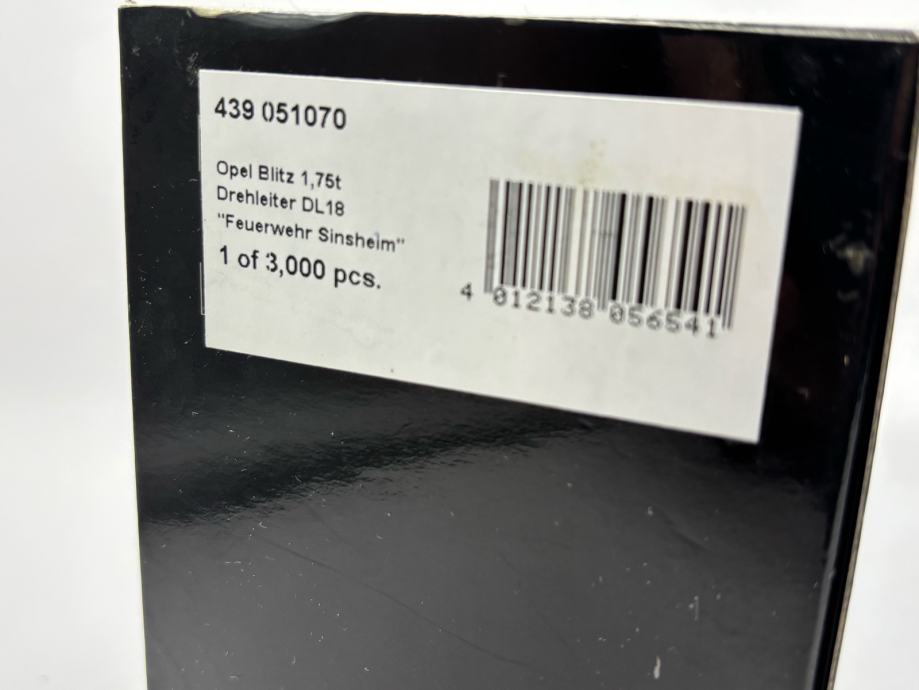 439 051070
Opel Blitz 1,75t
Drehleiter DL18
"Feuerwehr Sinsheim"
1 of 3,000 pcs.
4 012138 056541